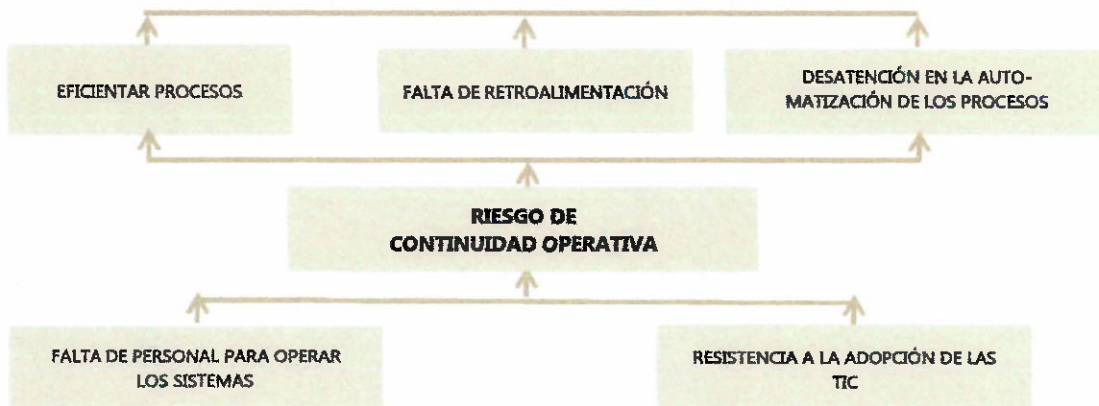 EFICIENTAR PROCESOS
FALTA DE RETROALIMENTACIÓN
DESATENCIÓN EN LA AUTO-
MATIZACIÓN DE LOS PROCESOS
RIESGO DE
CONTINUIDAD OPERATIVA
FALTA DE PERSONAL PARA OPERAR
LOS SISTEMAS
RESISTENCIA A LA ADOPCIÓN DE LAS
TIC